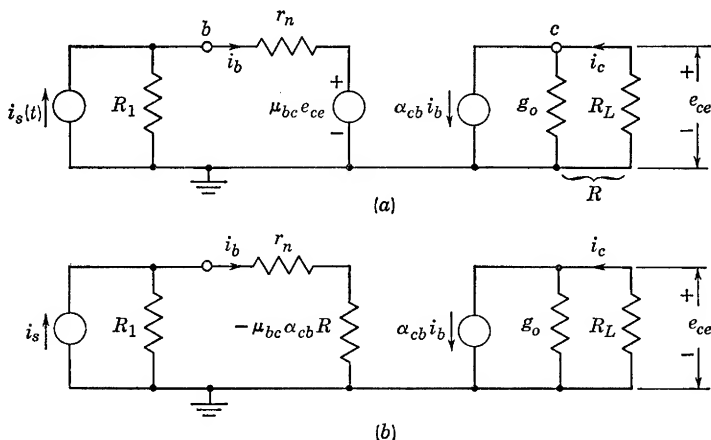 b
r_n
c
i_b
i_c
+
+
i_s(t)
R_1
μ_bc e_ce
α_cb i_b
g_o
R_L
e_ce
−
−
R
(a)
i_b
r_n
i_c
+
i_s
R_1
−μ_bc α_cb R
α_cb i_b
g_o
R_L
e_ce
−
(b)